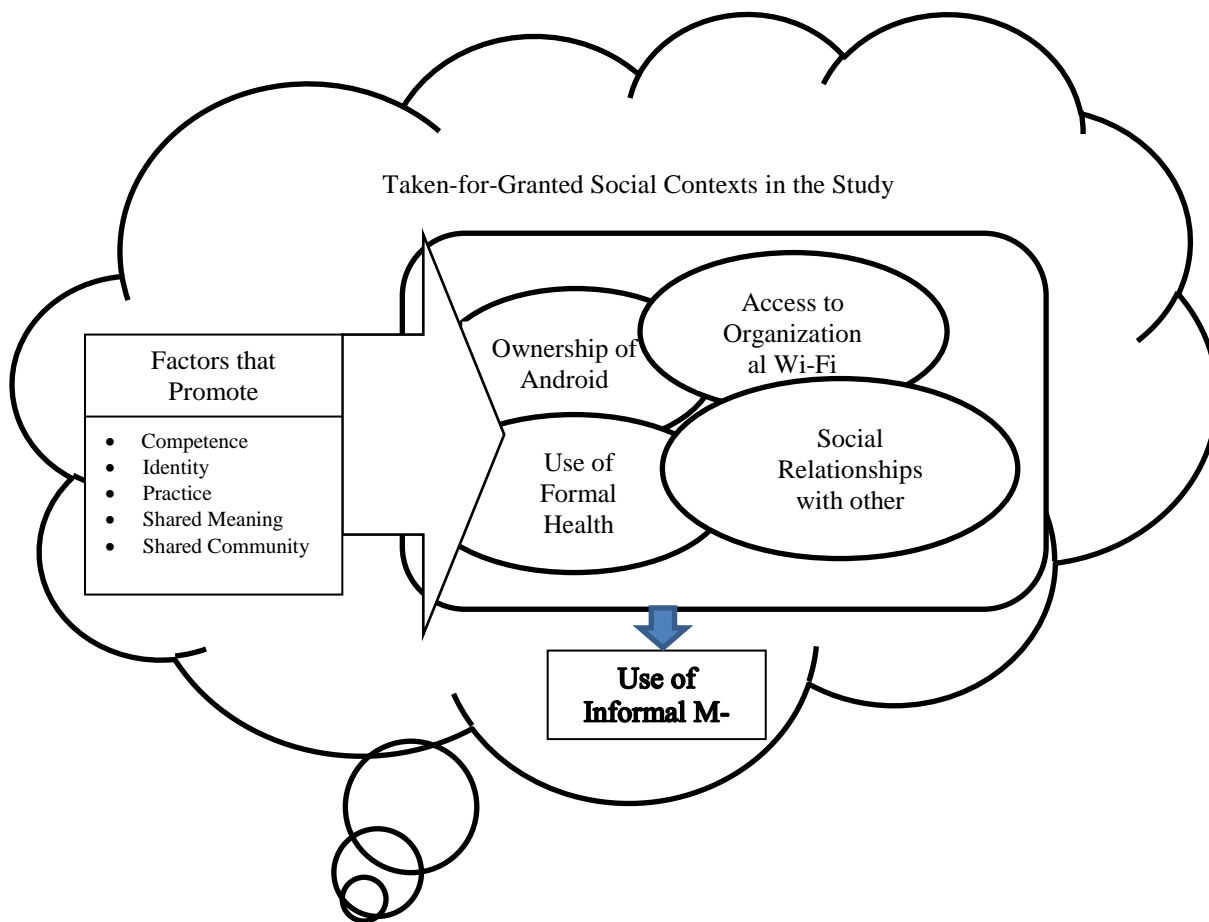 Taken-for-Granted Social Contexts in the Study
Factors that
Promote
• Competence
• Identity
• Practice
• Shared Meaning
• Shared Community
Ownership of
Android
Access to
Organization
al Wi-Fi
Use of
Formal
Health
Social
Relationships
with other
Use of
Informal M-